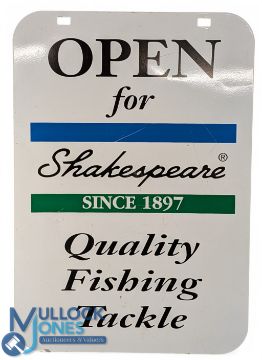 OPEN
for
Shakespeare®
SINCE 1897
Quality
Fishing
Tackle
MULLOCK
JONES
Auctioneers & Valuers